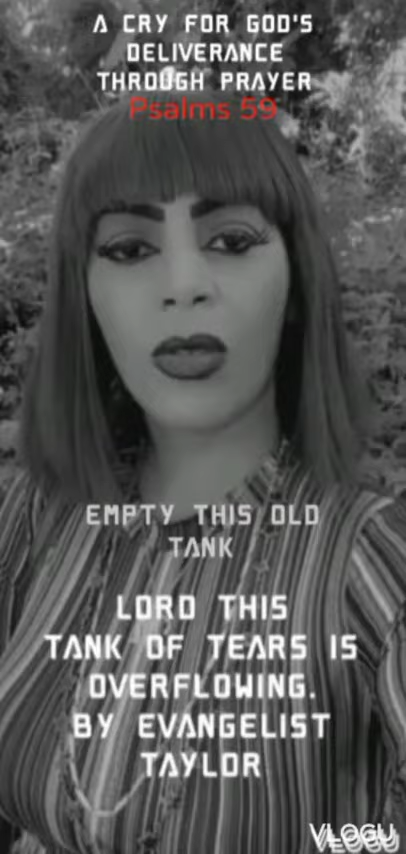 A CRY FOR GOD'S
DELIVERANCE
THROUGH PRAYER
Psalms 59
EMPTY THIS OLD
TANK
LORD THIS
TANK OF TEARS IS
OVERFLOWING.
BY EVANGELIST
TAYLOR
VLOGU